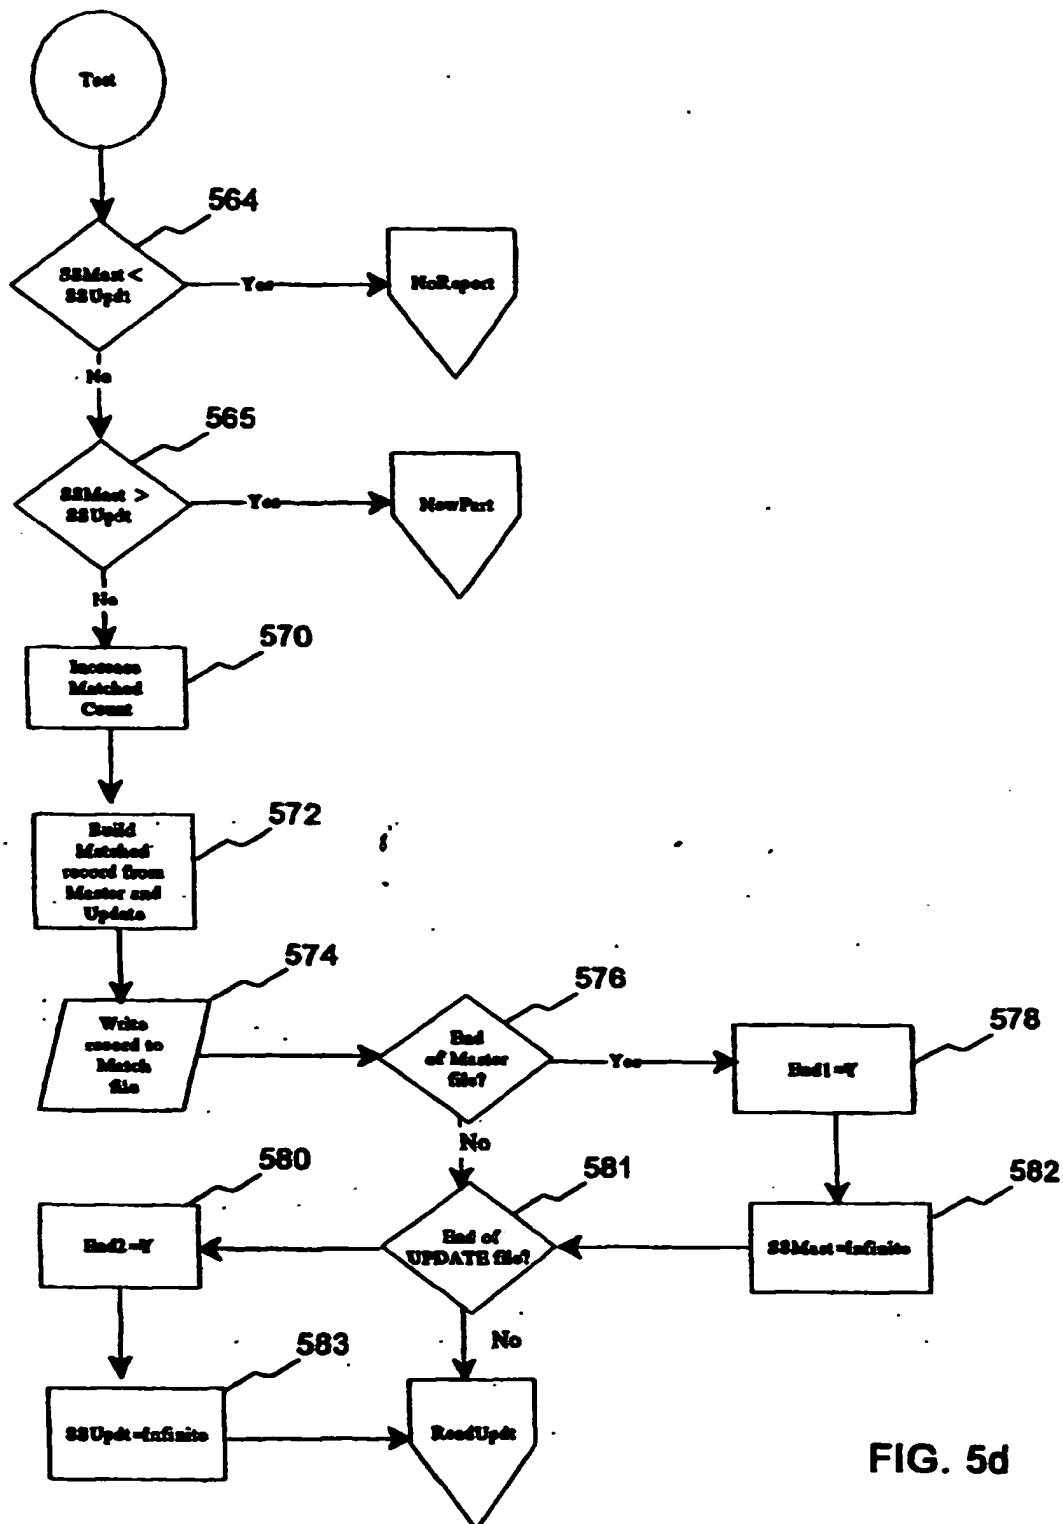 Test
564
SSMast <
SSUpdt
Yes
NoReport
No
565
SSMast >
SSUpdt
Yes
NewPart
No
570
Increase
Matched
Count
572
Build
Matched
record from
Master and
Update
574
Write
record to
Match
file
576
End
of Master
file?
Yes
578
End1=Y
No
580
End2=Y
581
End of
UPDATE file?
582
SSMast=Infinite
No
583
SSUpdt=Infinite
ReadUpdt
FIG. 5d